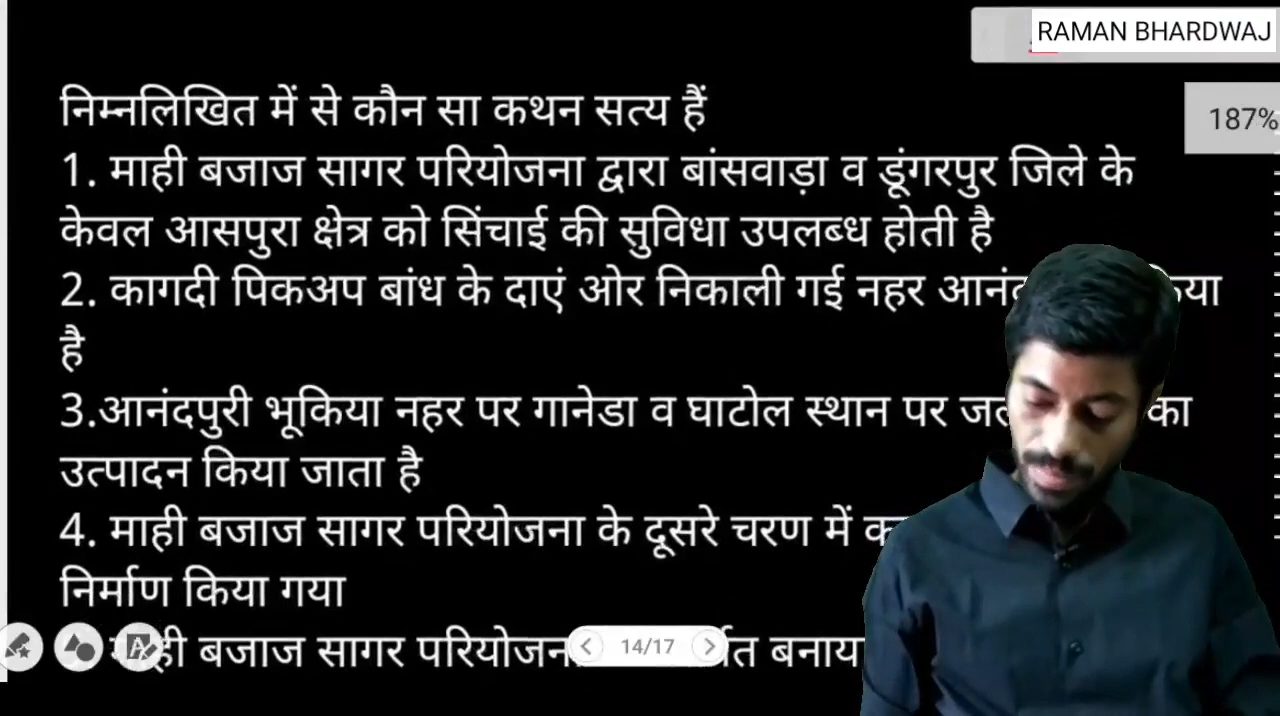 RAMAN BHARDWAJ
187%
निम्नलिखित में से कौन सा कथन सत्य हैं
1. माही बजाज सागर परियोजना द्वारा बांसवाड़ा व डूंगरपुर जिले के
केवल आसपुरा क्षेत्र को सिंचाई की सुविधा उपलब्ध होती है
2. कागदी पिकअप बांध के दाएं ओर निकाली गई नहर
है
3.आनंदपुरी भूकिया नहर पर गानेडा व घाटोल स्थान पर का
उत्पादन किया जाता है
4. माही बजाज सागर परियोजना के दूसरे चरण में
निर्माण किया गया
बजाज सागर
14/17